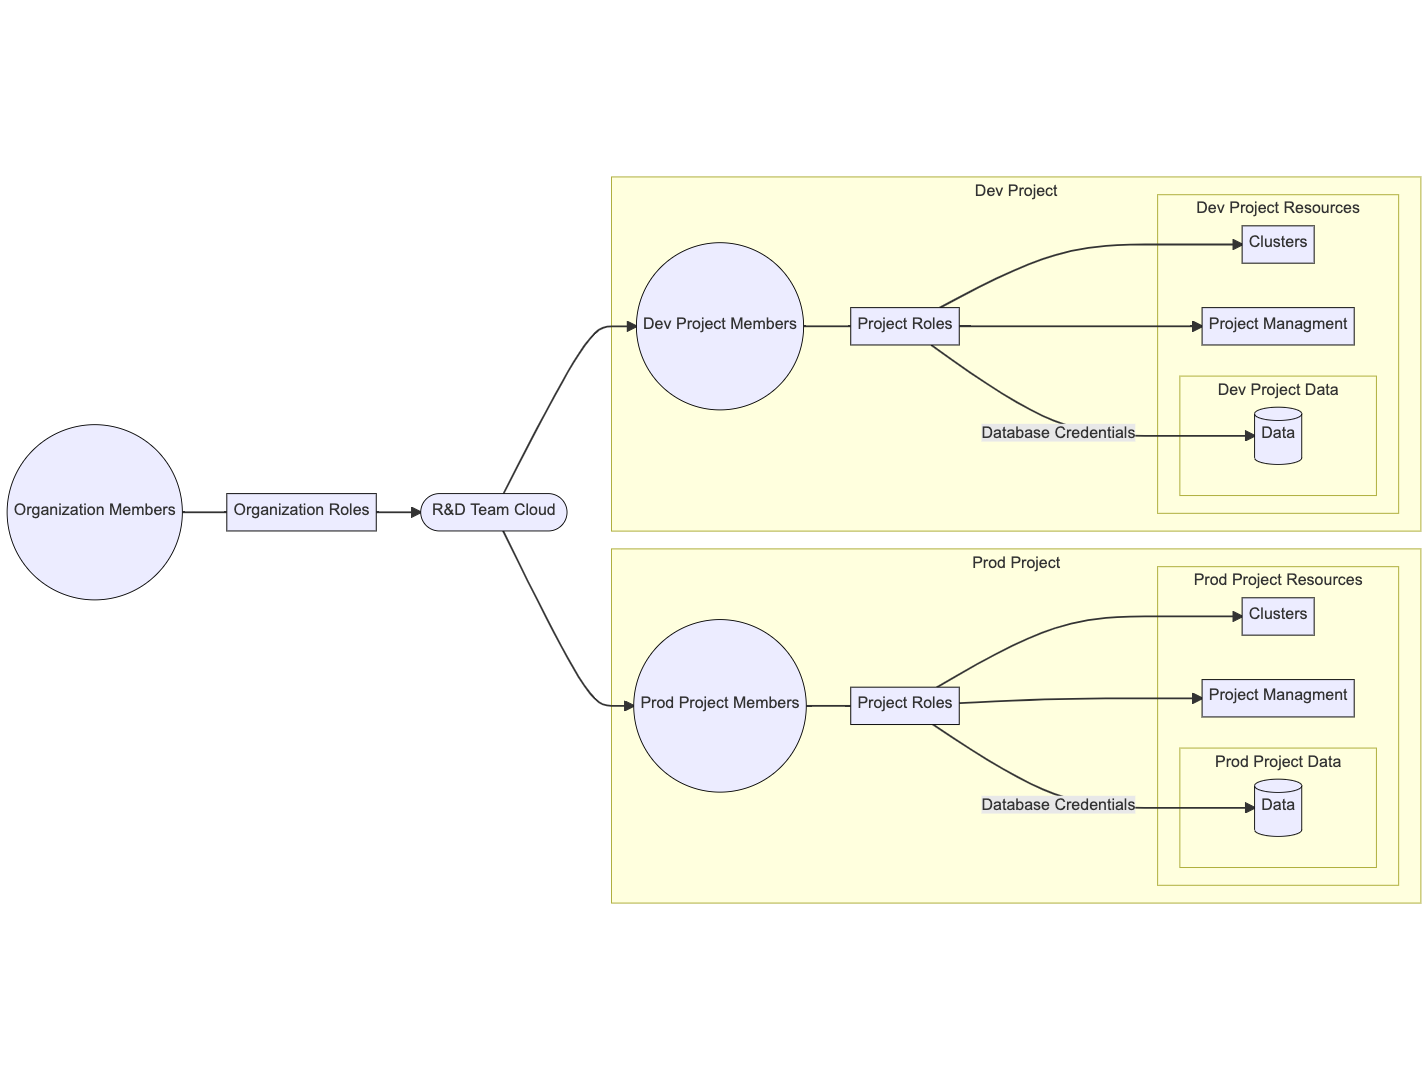 Organization Members
Organization Roles
R&D Team Cloud
Dev Project
Dev Project Members
Project Roles
Database Credentials
Dev Project Resources
Clusters
Project Managment
Dev Project Data
Data
Prod Project
Prod Project Members
Project Roles
Database Credentials
Prod Project Resources
Clusters
Project Managment
Prod Project Data
Data